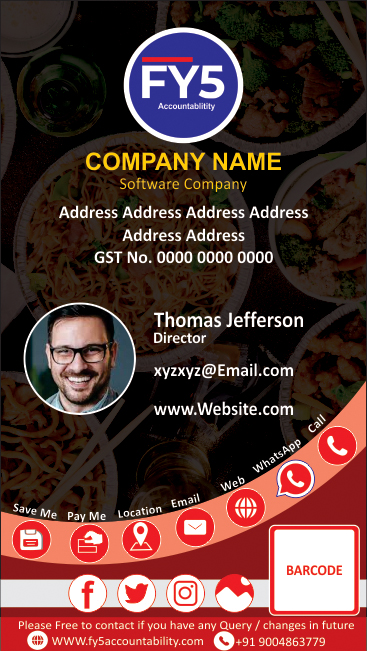 FY5
Accountablitity
COMPANY NAME
Software Company
Address Address Address Address
Address Address
GST No. 0000 0000 0000
Thomas Jefferson
Director
xyzxyz@Email.com
www.Website.com
Save Me
Pay Me
Location
Email
Web
WhatsApp
Call
BARCODE
Please Free to contact if you have any Query / changes in future
WWW.fy5accountability.com +91 9004863779